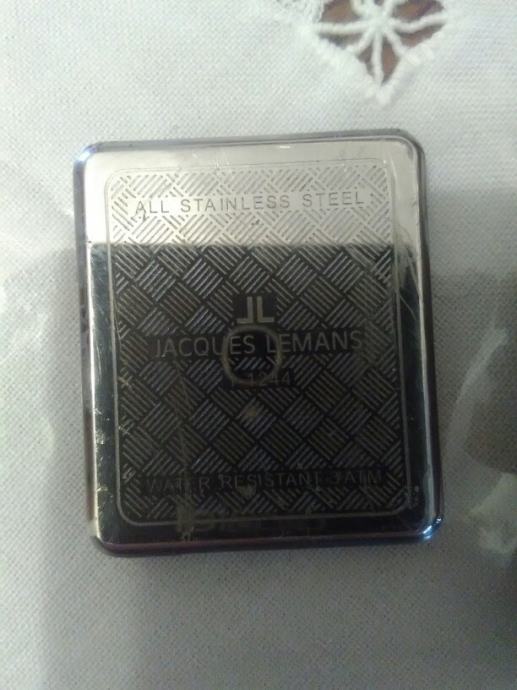 ALL STAINLESS STEEL
JL
JACQUES LEMANS
1244
WATER RESISTANT 3ATM